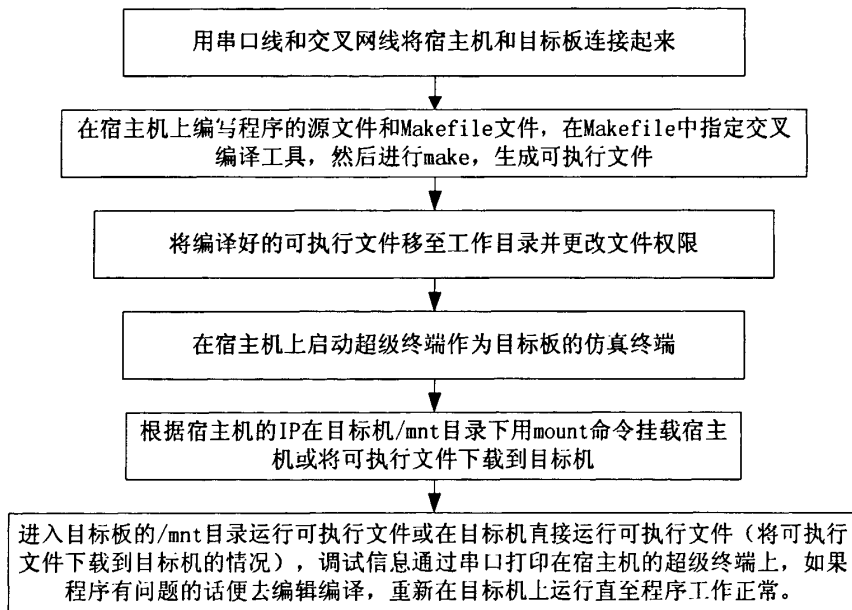 用串口线和交叉网线将宿主机和目标板连接起来
在宿主机上编写程序的源文件和Makefile文件，在Makefile中指定交叉
编译工具，然后进行make，生成可执行文件
将编译好的可执行文件移至工作目录并更改文件权限
在宿主机上启动超级终端作为目标板的仿真终端
根据宿主机的IP在目标机/mnt目录下用mount命令挂载宿主
机或将可执行文件下载到目标机
进入目标板的/mnt目录运行可执行文件或在目标机直接运行可执行文件（将可执行
文件下载到目标机的情况），调试信息通过串口打印在宿主机的超级终端上，如果
程序有问题的话便去编辑编译，重新在目标机上运行直至程序工作正常。